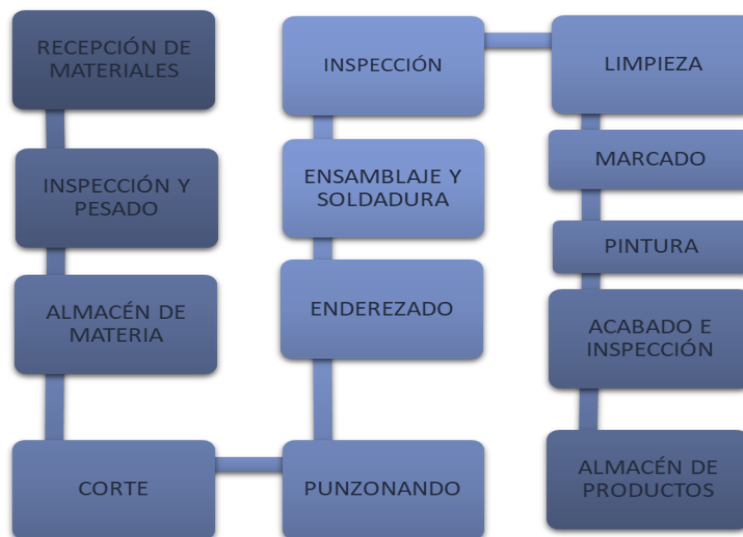 RECEPCIÓN DE
MATERIALES
INSPECCIÓN Y
PESADO
ALMACÉN DE
MATERIA
CORTE
PUNZONANDO
ENDEREZADO
ENSAMBLAJE Y
SOLDADURA
INSPECCIÓN
LIMPIEZA
MARCADO
PINTURA
ACABADO E
INSPECCIÓN
ALMACÉN DE
PRODUCTOS